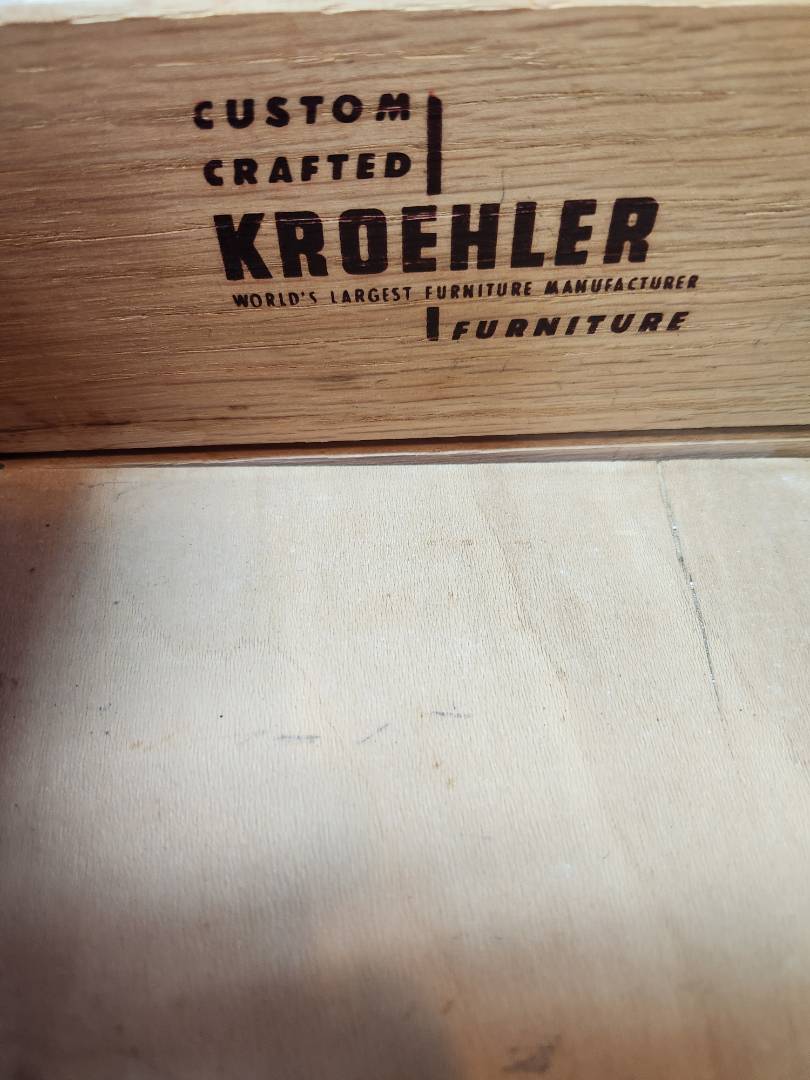 CUSTOM
CRAFTED
KROEHLER
WORLD'S LARGEST FURNITURE MANUFACTURER
FURNITURE